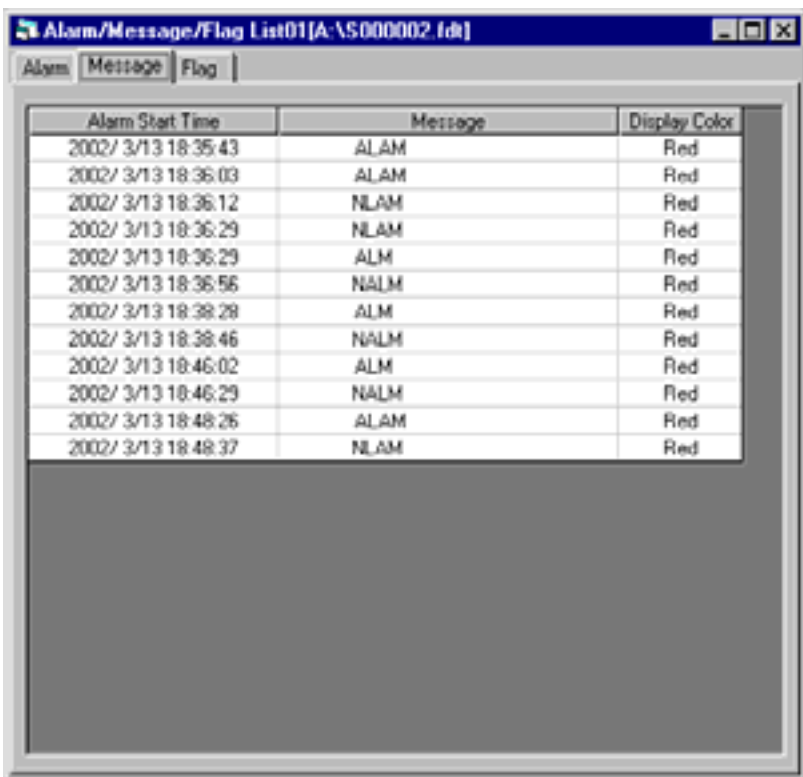 Alarm/Message/Flag List01[A:\S000002.fdt]
Alarm Message Flag
Alarm Start Time Message Display Color
2002/ 3/13 18:35:43 ALAM Red
2002/ 3/13 18:36:03 ALAM Red
2002/ 3/13 18:36:12 NLAM Red
2002/ 3/13 18:36:29 NLAM Red
2002/ 3/13 18:36:29 ALM Red
2002/ 3/13 18:36:56 NALM Red
2002/ 3/13 18:38:28 ALM Red
2002/ 3/13 18:38:46 NALM Red
2002/ 3/13 18:46:02 ALM Red
2002/ 3/13 18:46:29 NALM Red
2002/ 3/13 18:48:26 ALAM Red
2002/ 3/13 18:48:37 NLAM Red